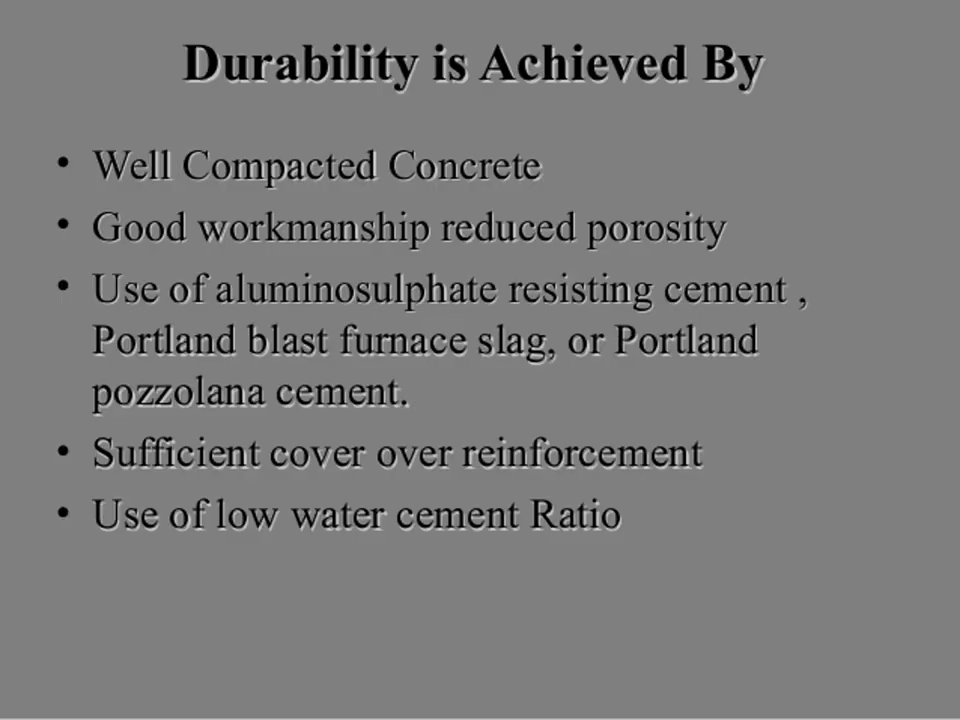 Durability is Achieved By
• Well Compacted Concrete
• Good workmanship reduced porosity
• Use of aluminosulphate resisting cement ,
Portland blast furnace slag, or Portland
pozzolana cement.
• Sufficient cover over reinforcement
• Use of low water cement Ratio